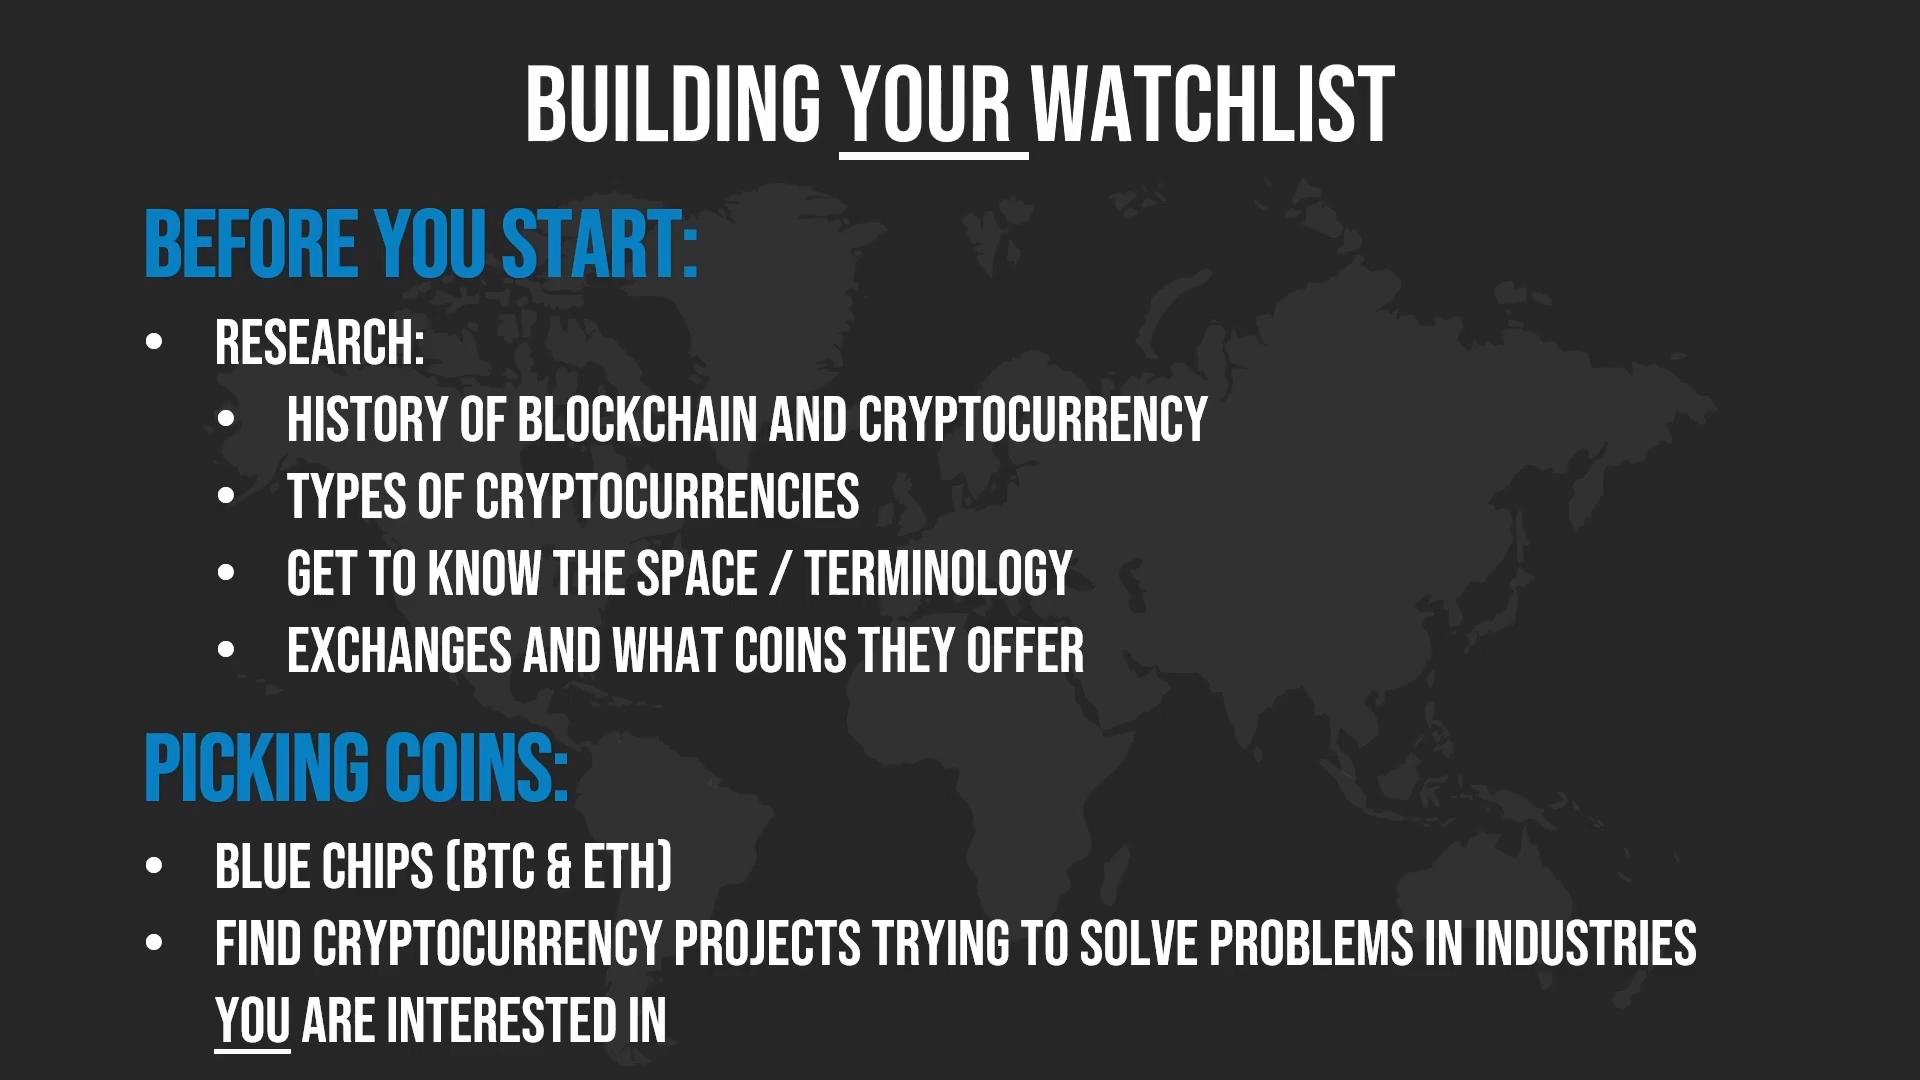 BUILDING YOUR WATCHLIST
BEFORE YOU START:
• RESEARCH:
• HISTORY OF BLOCKCHAIN AND CRYPTOCURRENCY
• TYPES OF CRYPTOCURRENCIES
• GET TO KNOW THE SPACE / TERMINOLOGY
• EXCHANGES AND WHAT COINS THEY OFFER
PICKING COINS:
• BLUE CHIPS (BTC & ETH)
• FIND CRYPTOCURRENCY PROJECTS TRYING TO SOLVE PROBLEMS IN INDUSTRIES
YOU ARE INTERESTED IN